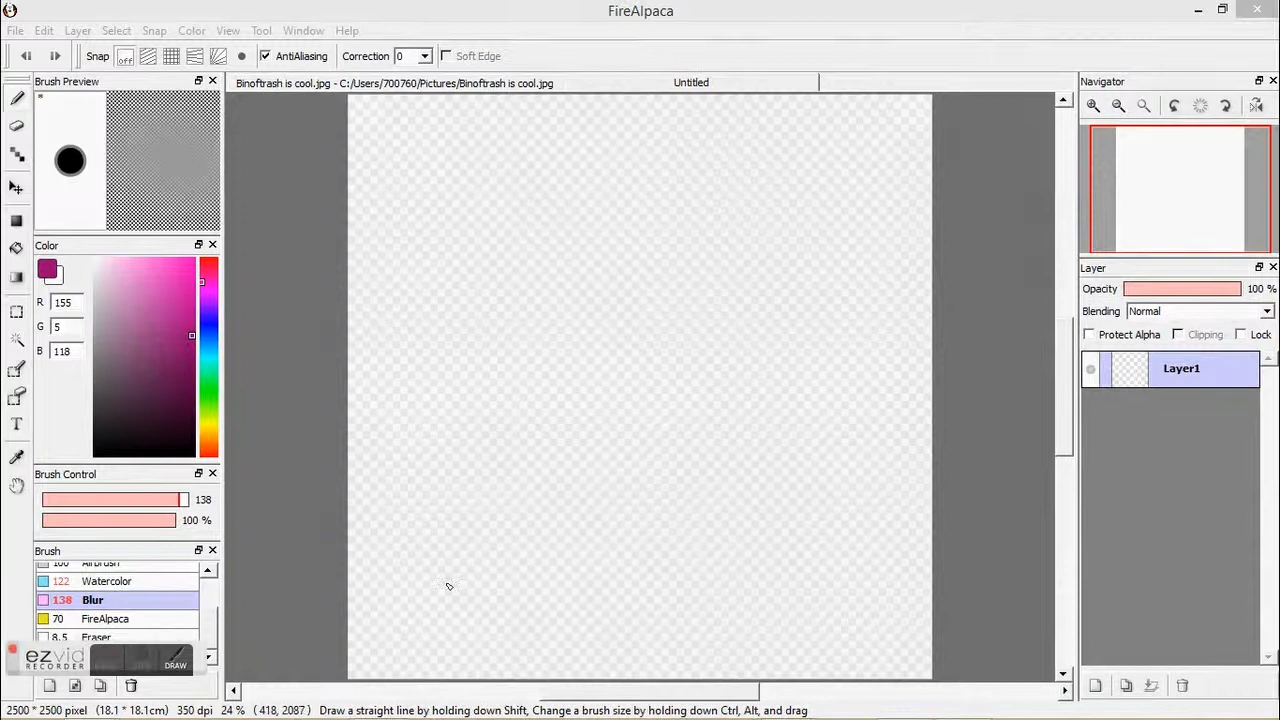 FireAlpaca
File Edit Layer Select Snap Color View Tool Window Help
Snap off AntiAliasing Correction 0 Soft Edge
Brush Preview
Binoftrash is cool.jpg - C:/Users/700760/Pictures/Binoftrash is cool.jpg Untitled
Navigator
Color
R 155
G 5
B 118
Brush Control
138
100 %
Brush
100 Airbrush
122 Watercolor
138 Blur
70 FireAlpaca
8.5 Eraser
ezvid
RECORDER
DRAW
Layer
Opacity 100 %
Blending Normal
Protect Alpha Clipping Lock
Layer1
T
2500 * 2500 pixel (18.1 * 18.1cm) 350 dpi 24 % ( 418, 2087 ) Draw a straight line by holding down Shift, Change a brush size by holding down Ctrl, Alt, and drag